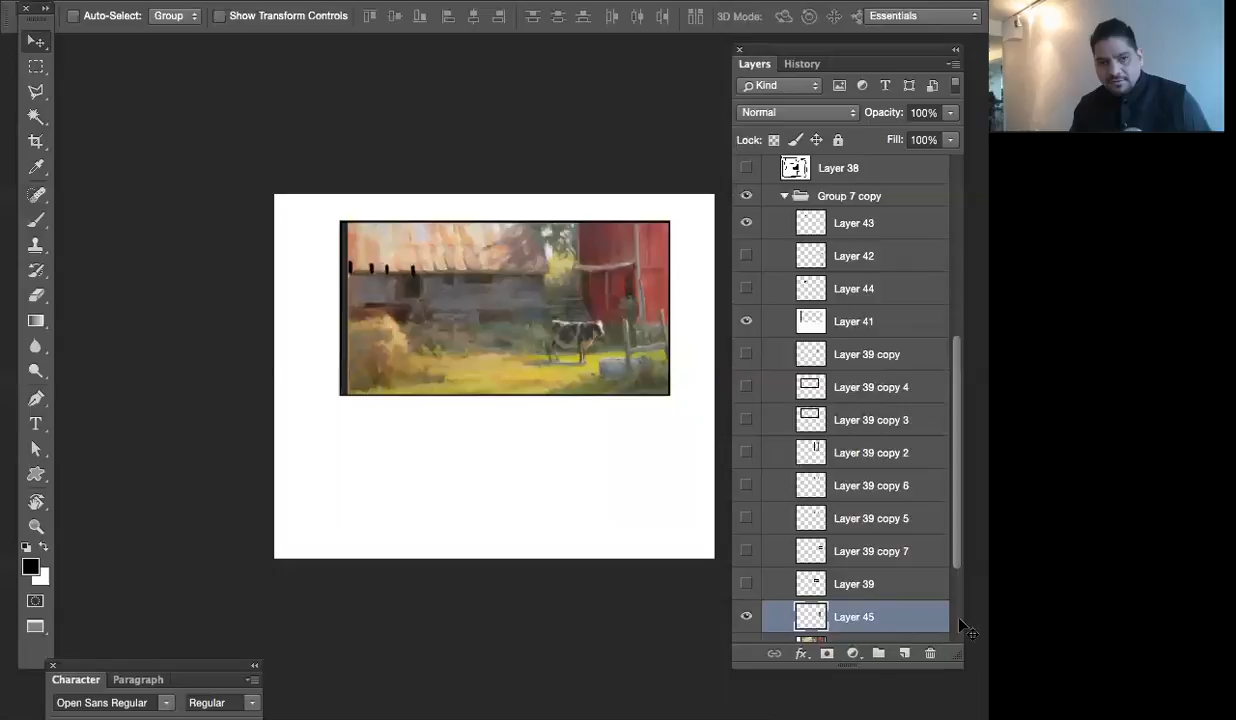 Auto-Select: Group Show Transform Controls 3D Mode: Essentials
Layers History
Kind
Normal Opacity: 100%
Lock: Fill: 100%
Layer 38
Group 7 copy
Layer 43
Layer 42
Layer 44
Layer 41
Layer 39 copy
Layer 39 copy 4
Layer 39 copy 3
Layer 39 copy 2
Layer 39 copy 6
Layer 39 copy 5
Layer 39 copy 7
Layer 39
Layer 45
fx
Character Paragraph
Open Sans Regular Regular